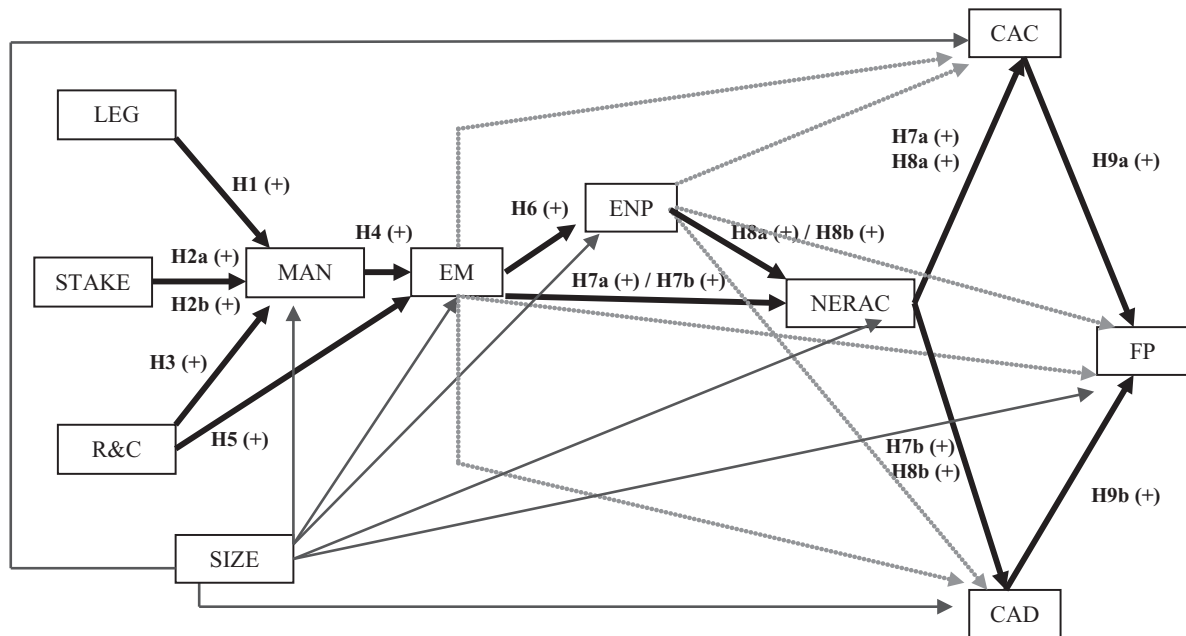 CAC
LEG
H7a (+)
H8a (+)
H9a (+)
H1 (+)
H6 (+)
ENP
H2a (+)
H4 (+)
H8a (+) / H8b (+)
STAKE
MAN
EM
H7a (+) / H7b (+)
H2b (+)
NERAC
H3 (+)
FP
R&C
H5 (+)
H7b (+)
H8b (+)
H9b (+)
SIZE
CAD